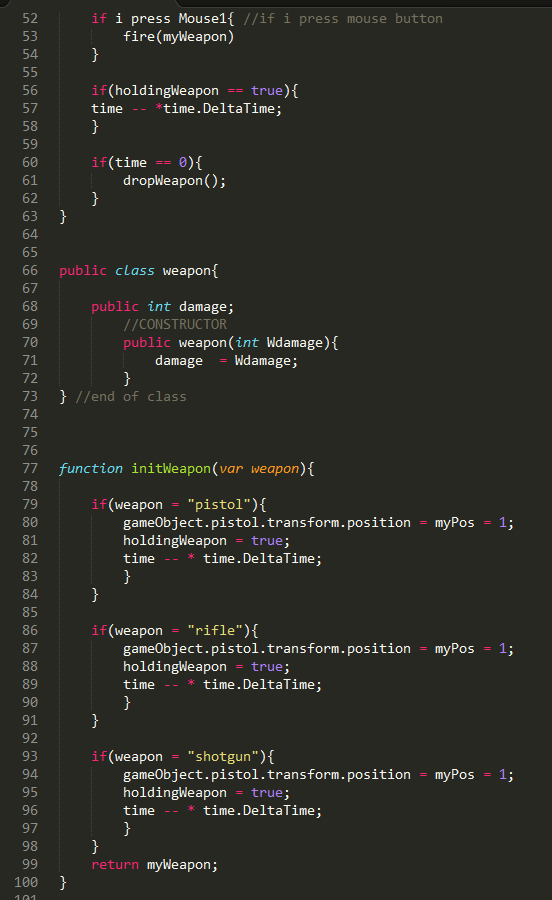 52 if i press Mouse1{ //if i press mouse button
53 fire(myWeapon)
54 }
55
56 if(holdingWeapon == true){
57 time -- *time.DeltaTime;
58 }
59
60 if(time == 0){
61 dropWeapon();
62 }
63 }
64
65
66 public class weapon{
67
68 public int damage;
69 //CONSTRUCTOR
70 public weapon(int Wdamage){
71 damage  = Wdamage;
72 }
73 } //end of class
74
75
76
77 function initWeapon(var weapon){
78
79 if(weapon = "pistol"){
80 gameObject.pistol.transform.position = myPos = 1;
81 holdingWeapon = true;
82 time -- * time.DeltaTime;
83 }
84 }
85
86 if(weapon = "rifle"){
87 gameObject.pistol.transform.position = myPos = 1;
88 holdingWeapon = true;
89 time -- * time.DeltaTime;
90 }
91 }
92
93 if(weapon = "shotgun"){
94 gameObject.pistol.transform.position = myPos = 1;
95 holdingWeapon = true;
96 time -- * time.DeltaTime;
97 }
98 }
99 return myWeapon;
100 }
101